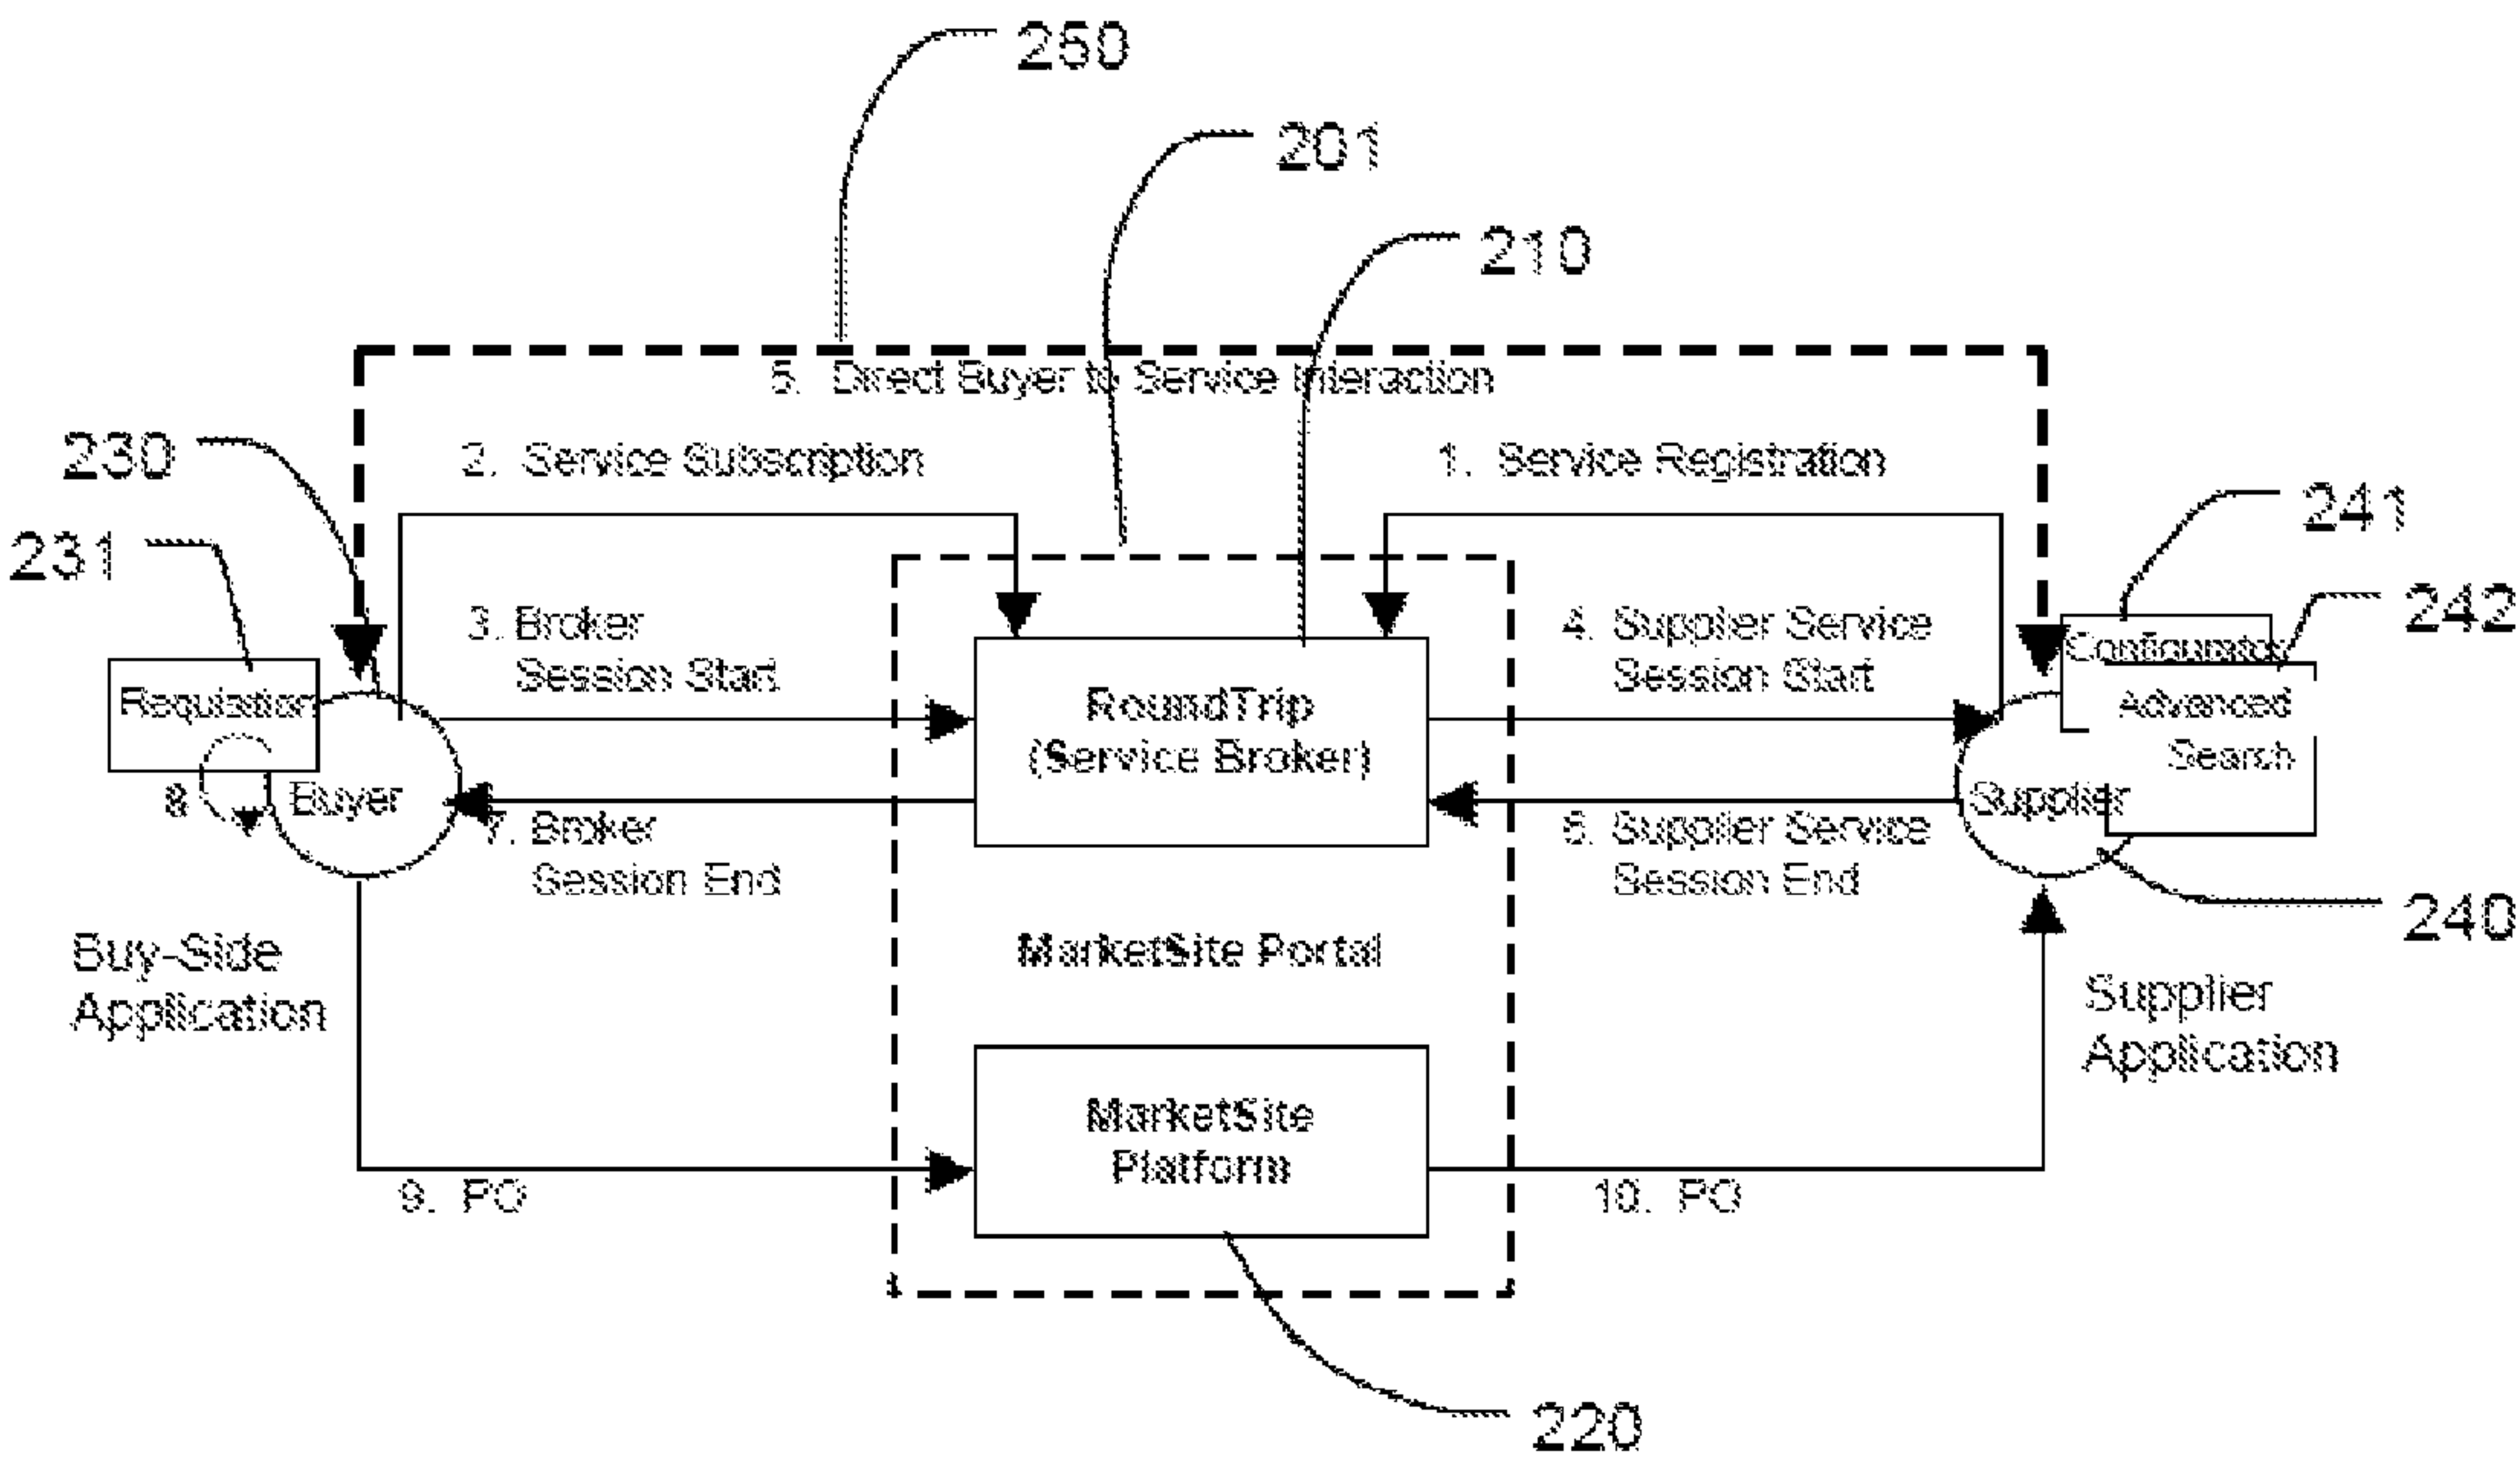 250
201
210
5. Direct Buyer to Service Interaction
230
2. Service Subscription
1. Service Registration
241
231
242
3. Broker
Session Start
4. Supplier Service
Session Start
Configurator
Requistion
RoundTrip
(Service Broker)
Advanced
Search
8
Buyer
Supplier
7. Broker
Session End
6. Supplier Service
Session End
240
Buy-Side
Application
MarketSite Portal
Supplier
Application
MarketSite
Platform
9. PO
10. PO
220